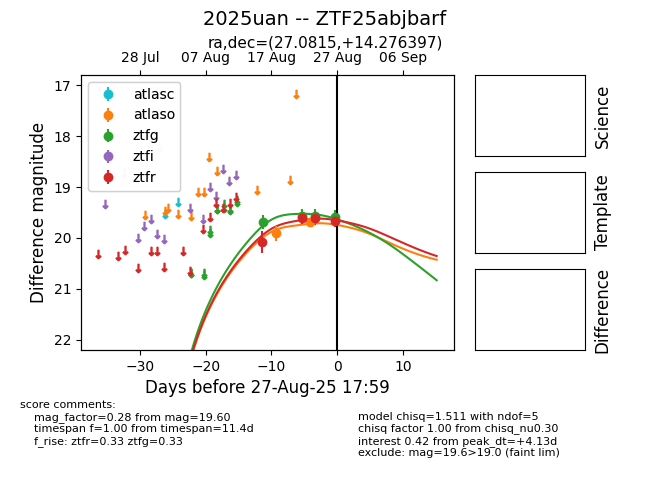 2025uan -- ZTF25abjbarf
ra,dec=(27.0815,+14.276397)
28 Jul 07 Aug 17 Aug 27 Aug 06 Sep
atlasc
atlaso
ztfg
ztfi
ztfr
17
18
19
20
21
22
Difference magnitude
−30 −20 −10 0 10
Days before 27-Aug-25 17:59
Science
Template
Difference
score comments:
mag_factor=0.28 from mag=19.60
timespan f=1.00 from timespan=11.4d
f_rise: ztfr=0.33 ztfg=0.33
model chisq=1.511 with ndof=5
chisq factor 1.00 from chisq_nu0.30
interest 0.42 from peak_dt=+4.13d
exclude: mag=19.6>19.0 (faint lim)